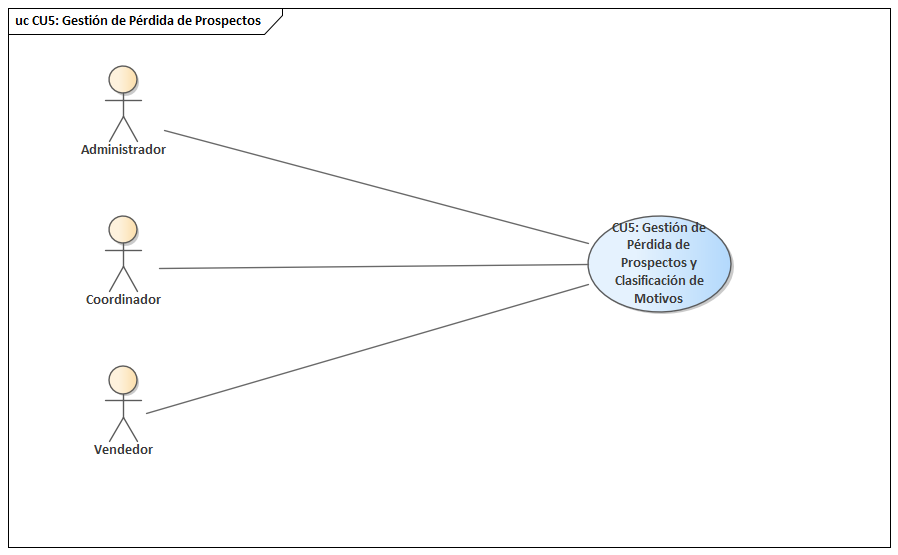 uc CU5: Gestión de Pérdida de Prospectos
Administrador
CU5: Gestión de
Pérdida de
Prospectos y
Clasificación de
Motivos
Coordinador
Vendedor